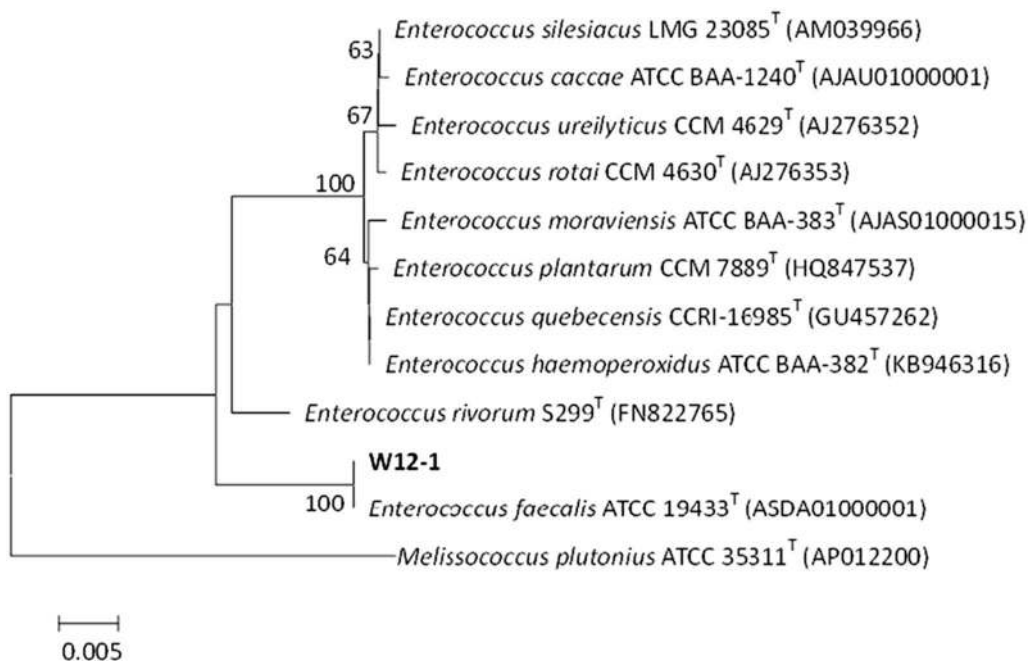 Enterococcus silesiacus LMG 23085ᵀ (AM039966)
63
Enterococcus caccae ATCC BAA-1240ᵀ (AJAU01000001)
67
Enterococcus ureilyticus CCM 4629ᵀ (AJ276352)
Enterococcus rotai CCM 4630ᵀ (AJ276353)
100
Enterococcus moraviensis ATCC BAA-383ᵀ (AJAS01000015)
64
Enterococcus plantarum CCM 7889ᵀ (HQ847537)
Enterococcus quebecensis CCRI-16985ᵀ (GU457262)
Enterococcus haemoperoxidus ATCC BAA-382ᵀ (KB946316)
Enterococcus rivorum S299ᵀ (FN822765)
W12-1
100
Enterococcus faecalis ATCC 19433ᵀ (ASDA01000001)
Melissococcus plutonius ATCC 35311ᵀ (AP012200)
0.005